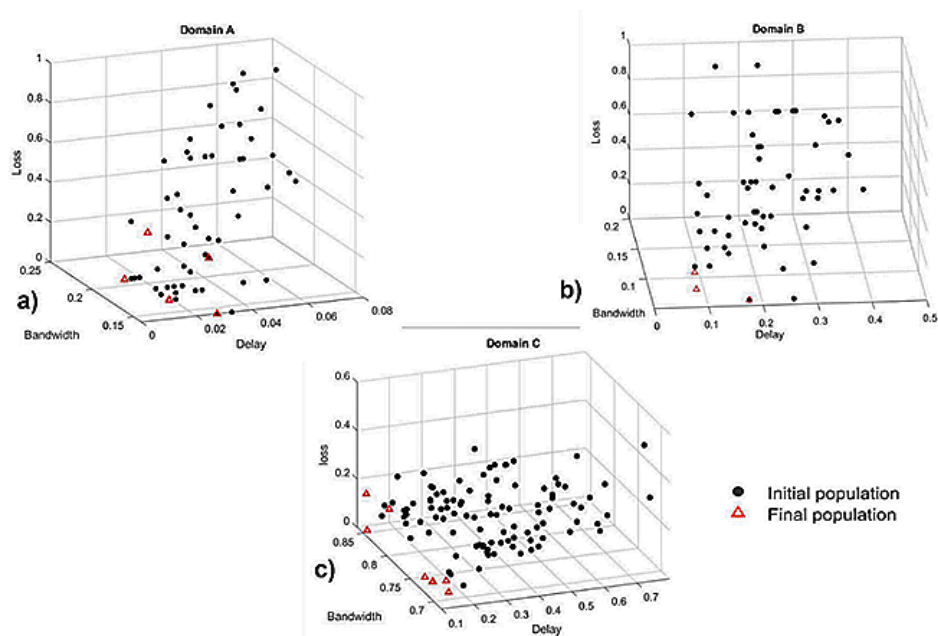 Domain A
1
0.8
0.6
0.4
0.2
0
Loss
0.25
0.2
0.15
Bandwidth
0
0.02
0.04
0.06
0.08
Delay
a)
Domain B
1
0.8
0.6
0.4
0.2
0
Loss
0.2
0.15
0.1
Bandwidth
0
0.1
0.2
0.3
0.4
0.5
Delay
b)
Domain C
0.6
0.4
0.2
0
loss
0.85
0.8
0.75
0.7
Bandwidth
0.1
0.2
0.3
0.4
0.5
0.6
0.7
Delay
c)
Initial population
Final population